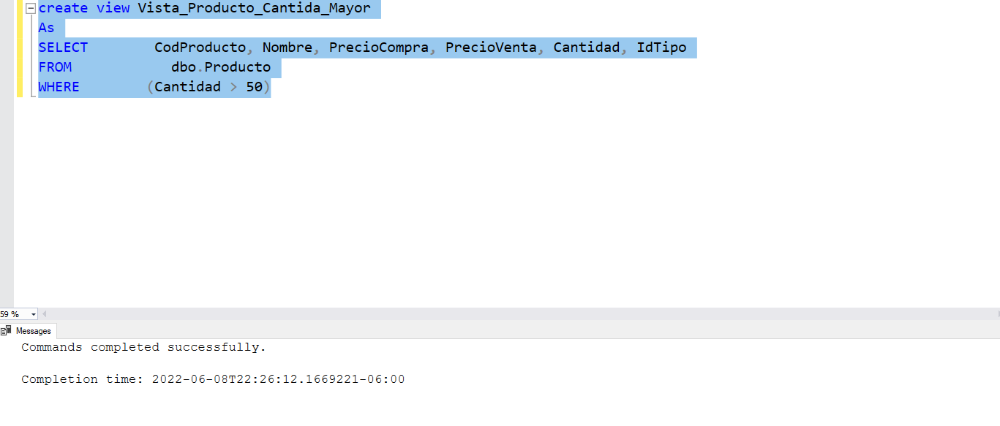 create view Vista_Producto_Cantida_Mayor
As
SELECT        CodProducto, Nombre, PrecioCompra, PrecioVenta, Cantidad, IdTipo
FROM            dbo.Producto
WHERE        (Cantidad > 50)
59 %
Messages
Commands completed successfully.
Completion time: 2022-06-08T22:26:12.1669221-06:00